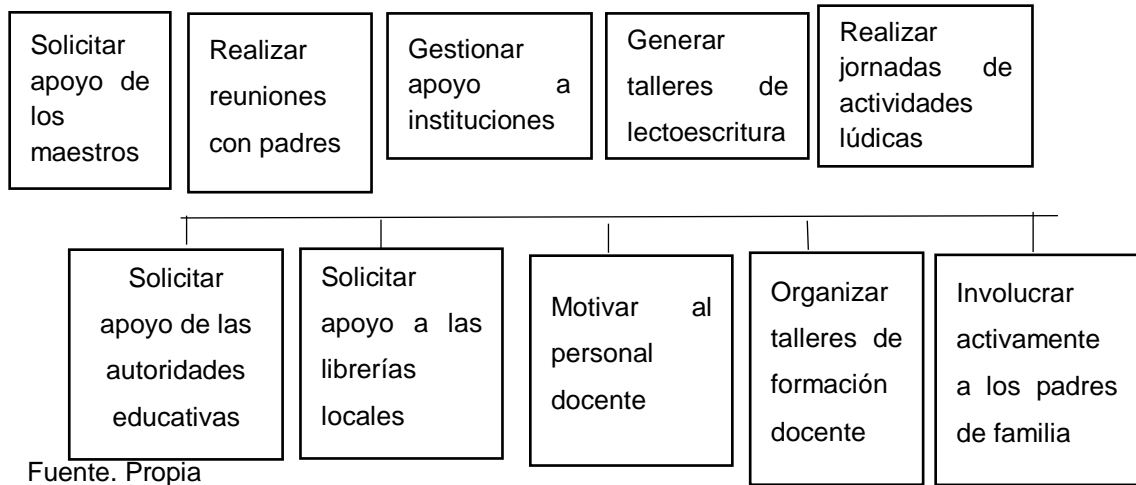 Solicitar
apoyo de
los
maestros
Realizar
reuniones
con padres
Gestionar
apoyo a
instituciones
Generar
talleres de
lectoescritura
Realizar
jornadas de
actividades
lúdicas
Solicitar
apoyo de las
autoridades
educativas
Solicitar
apoyo a las
librerías
locales
Motivar al
personal
docente
Organizar
talleres de
formación
docente
Involucrar
activamente
a los padres
de familia
Fuente. Propia